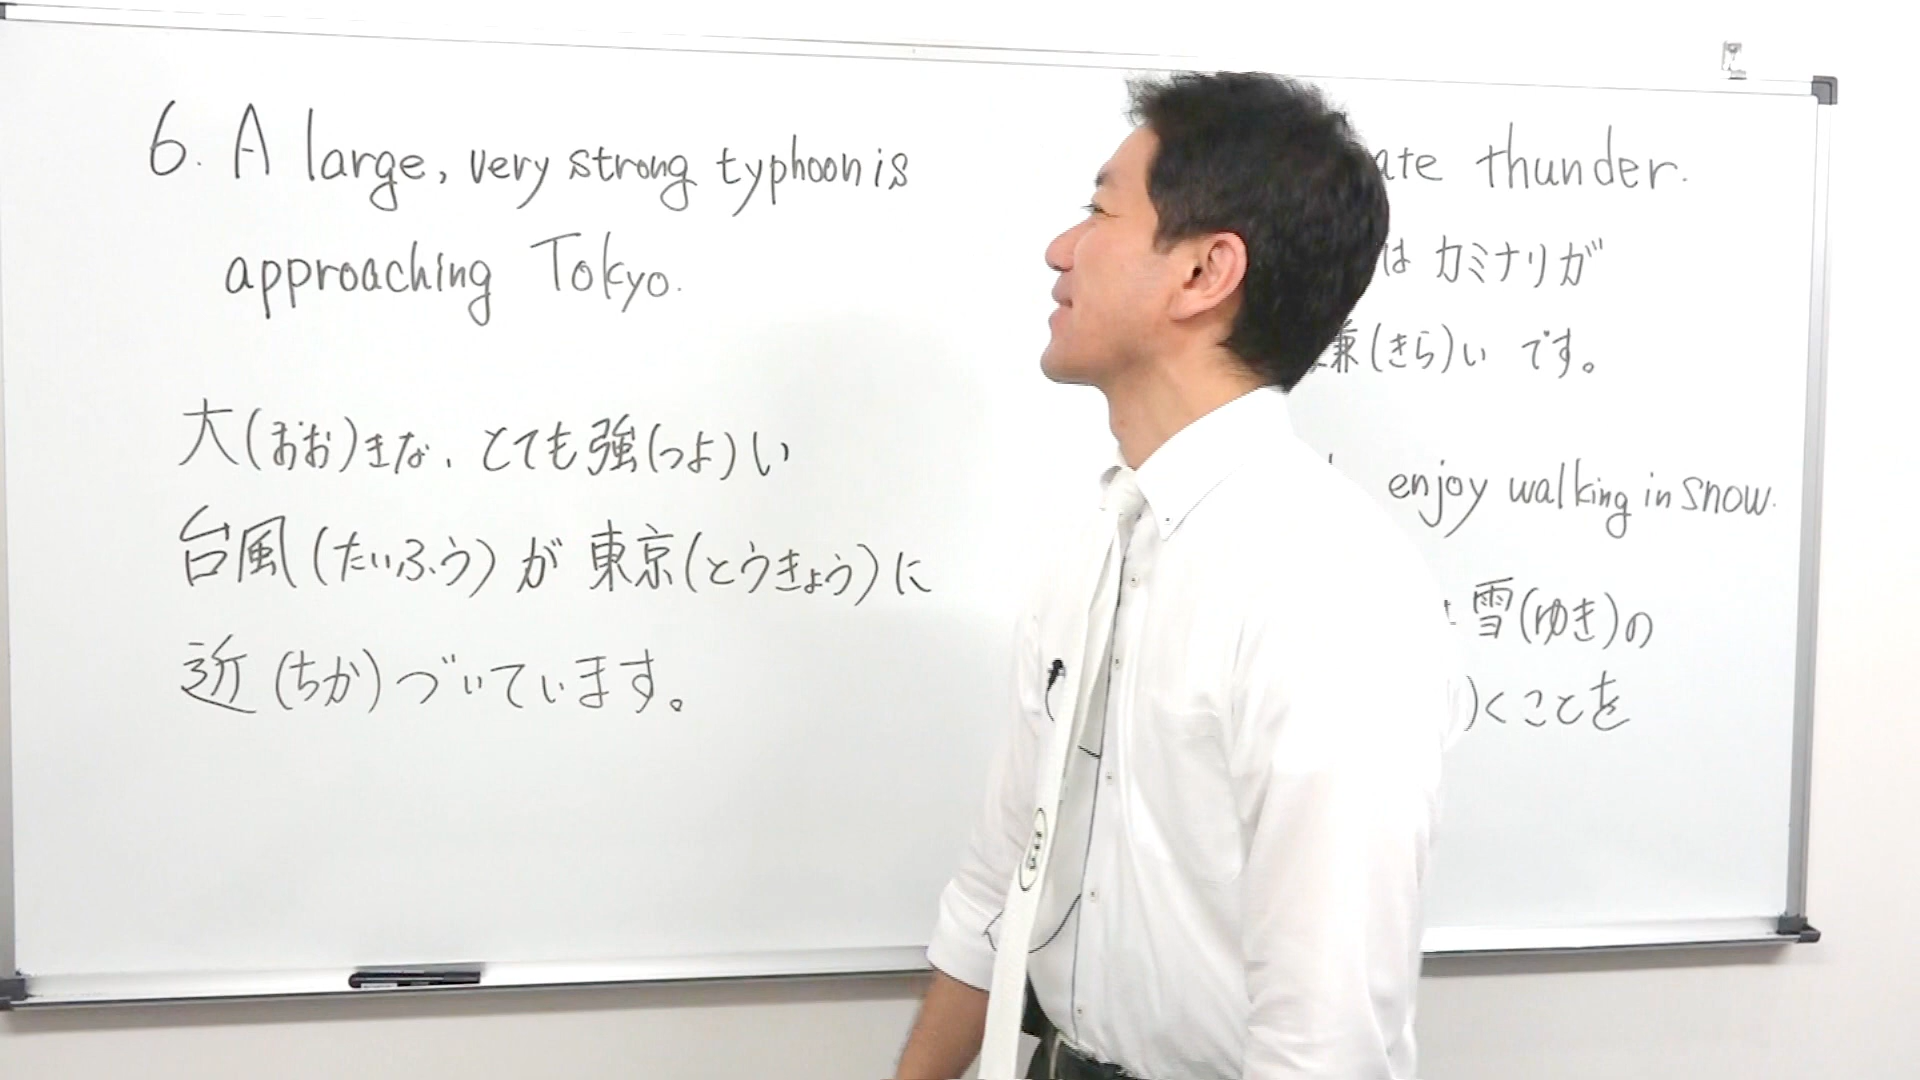 6. A large, very strong typhoon is
approaching Tokyo.
大(おお)きな、とても強(つよ)い
台風(たいふう)が東京(とうきょう)に
近(ちか)づいています。
thunder.
は カミナリガ
(きら)い です。
enjoy walking in snow.
雪(ゆき)の
)くことを